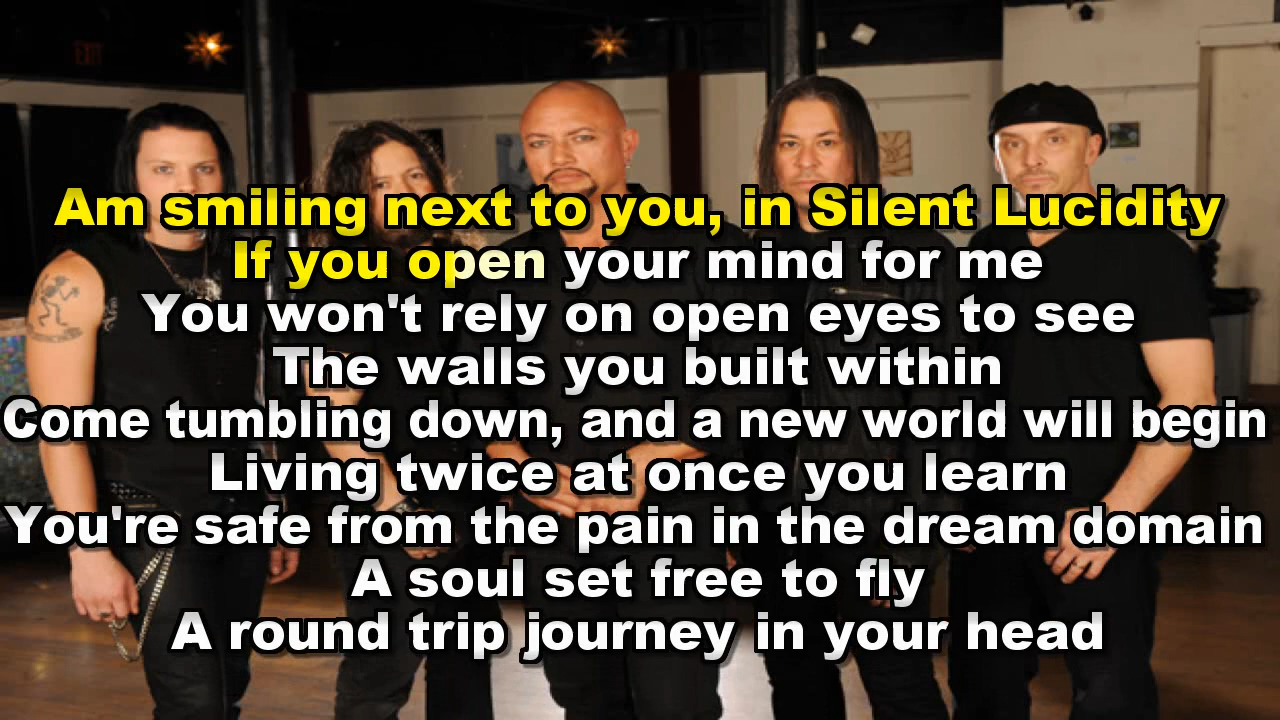 EXIT
Am smiling next to you, in Silent Lucidity
If you open your mind for me
You won't rely on open eyes to see
The walls you built within
Come tumbling down, and a new world will begin
Living twice at once you learn
You're safe from the pain in the dream domain
A soul set free to fly
A round trip journey in your head